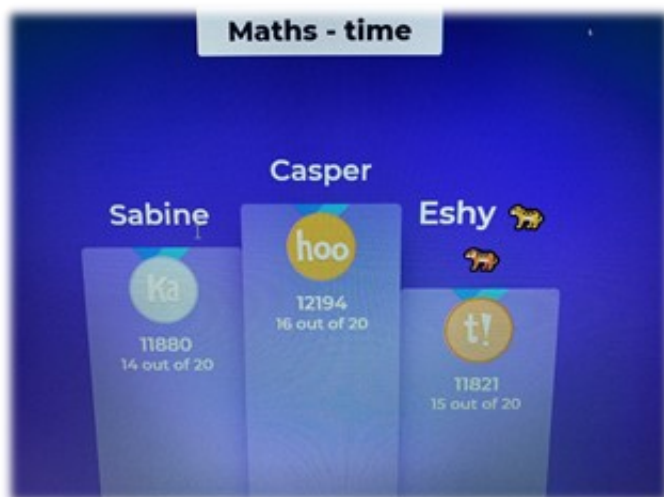 Maths - time
Casper
Sabine
Eshy
hoo
Ka
t!
12194
16 out of 20
11880
14 out of 20
11821
15 out of 20